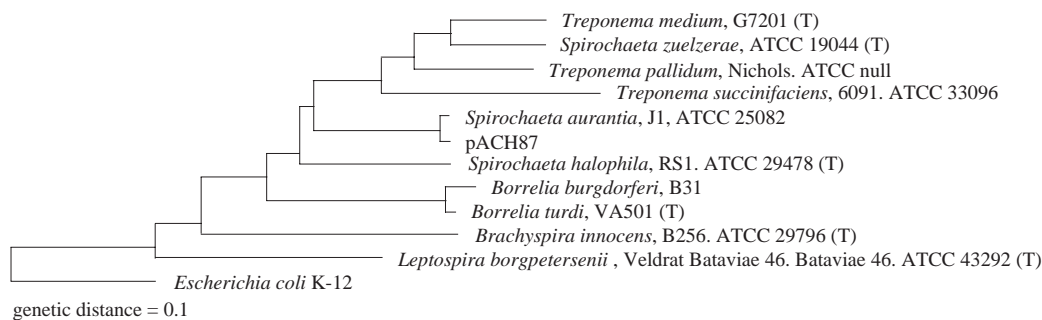 Treponema medium, G7201 (T)
Spirochaeta zuelzerae, ATCC 19044 (T)
Treponema pallidum, Nichols. ATCC null
Treponema succinifaciens, 6091. ATCC 33096
Spirochaeta aurantia, J1, ATCC 25082
pACH87
Spirochaeta halophila, RS1. ATCC 29478 (T)
Borrelia burgdorferi, B31
Borrelia turdi, VA501 (T)
Brachyspira innocens, B256. ATCC 29796 (T)
Leptospira borgpetersenii , Veldrat Bataviae 46. Bataviae 46. ATCC 43292 (T)
Escherichia coli K-12
genetic distance = 0.1